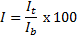 I = I_t / I_b x 100